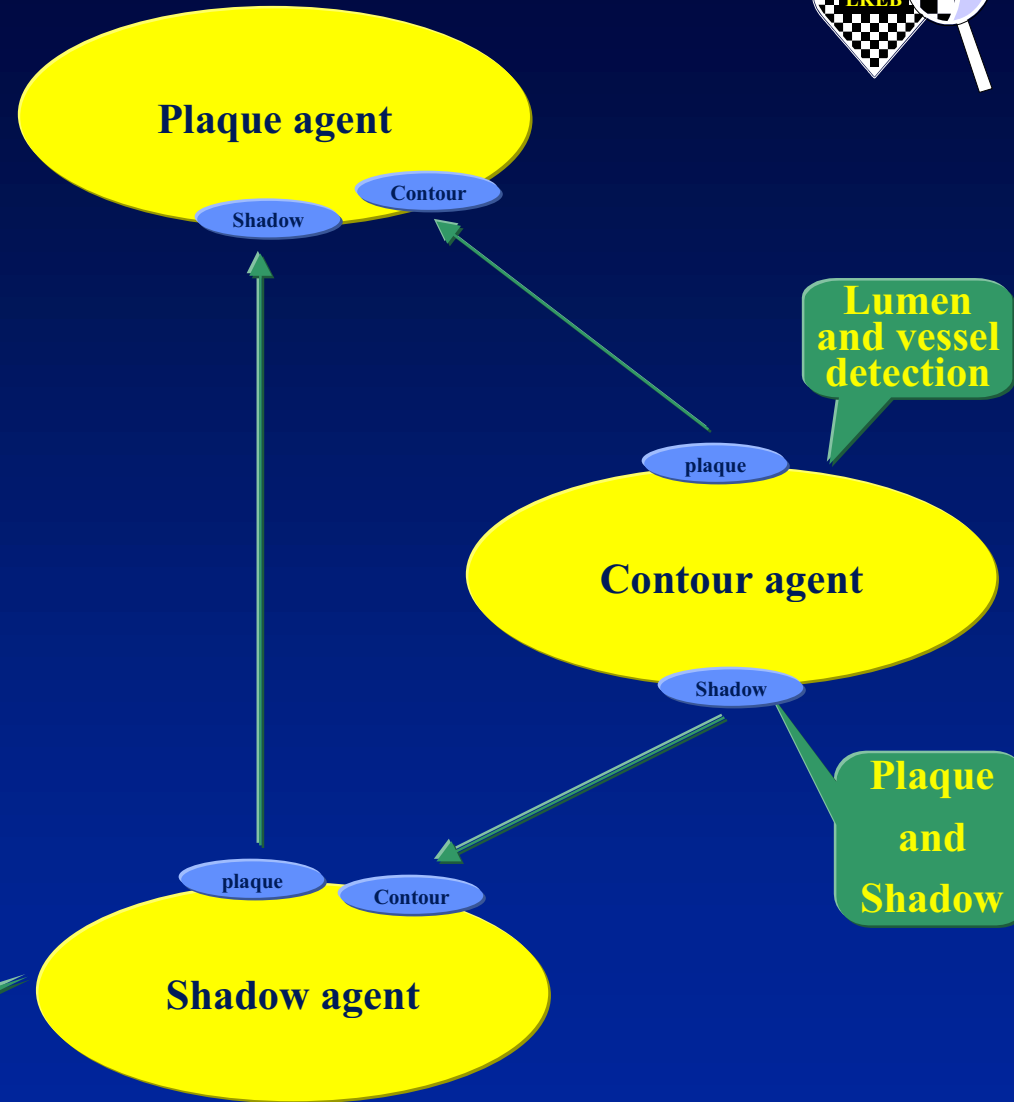 LKEB
Plaque agent
Contour
Shadow
Lumen
and vessel
detection
plaque
Contour agent
Shadow
Plaque
and
Shadow
plaque
Contour
Shadow agent